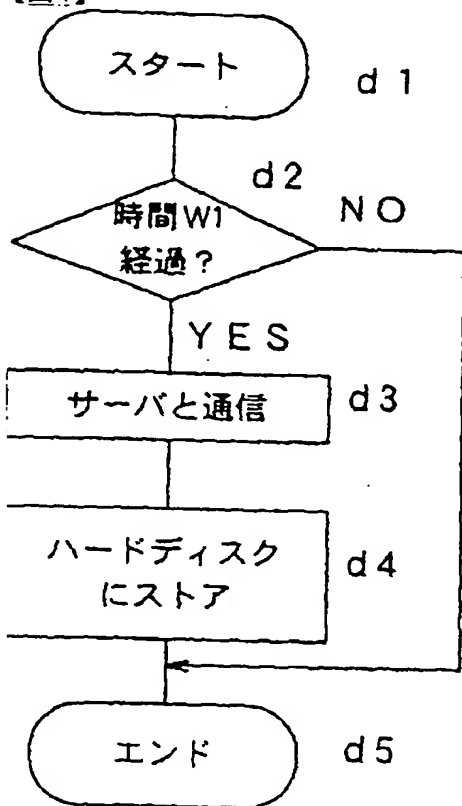 スタート
d1
d2
時間W1
経過?
NO
YES
サーバと通信
d3
ハードディスク
にストア
d4
エンド
d5